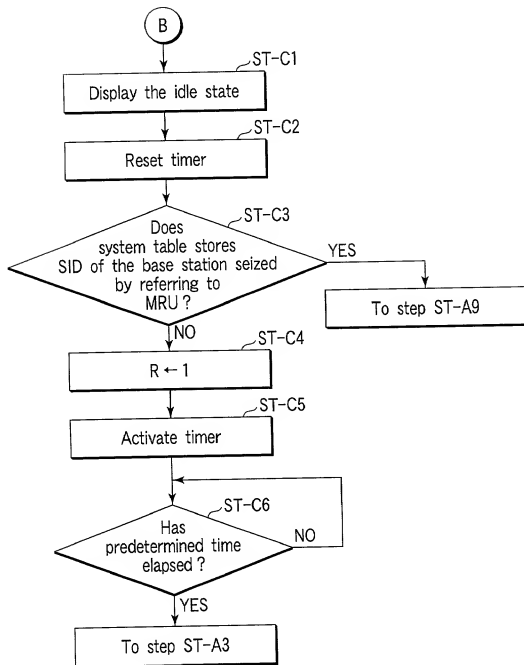 B
ST-C1
Display the idle state
ST-C2
Reset timer
ST-C3
Does
system table stores
SID of the base station seized
by referring to
MRU?
YES
To step ST-A9
NO
ST-C4
R ← 1
ST-C5
Activate timer
ST-C6
Has
predetermined time
elapsed?
NO
YES
To step ST-A3